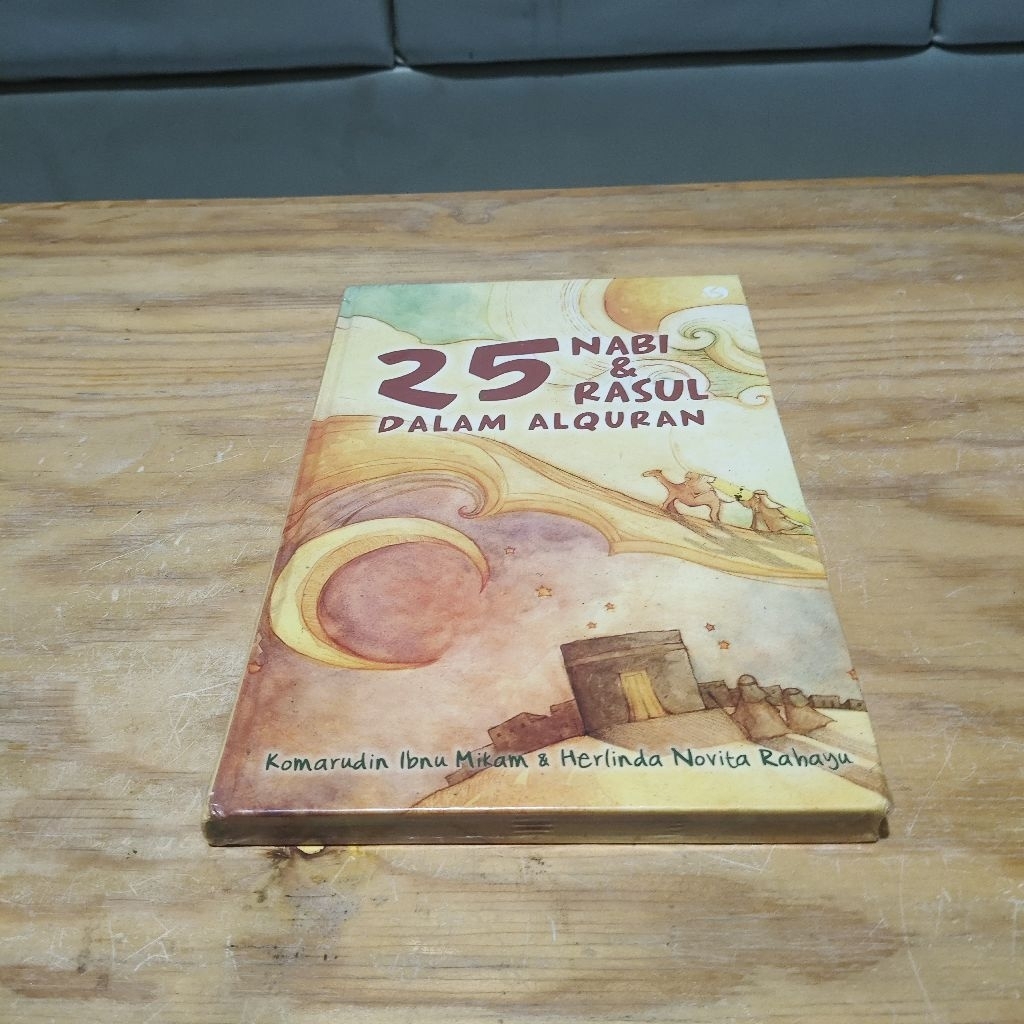 25 NABI
&
RASUL
DALAM ALQURAN
Komarudin Ibnu Mikam & Herlinda Novita Rahayu